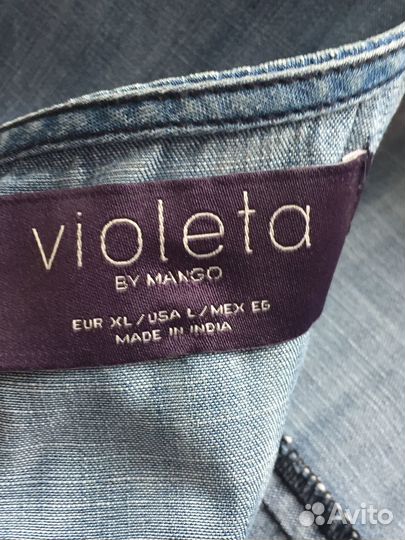 violeta
BY MANGO
EUR XL / USA L / MEX EG
MADE IN INDIA
Avito